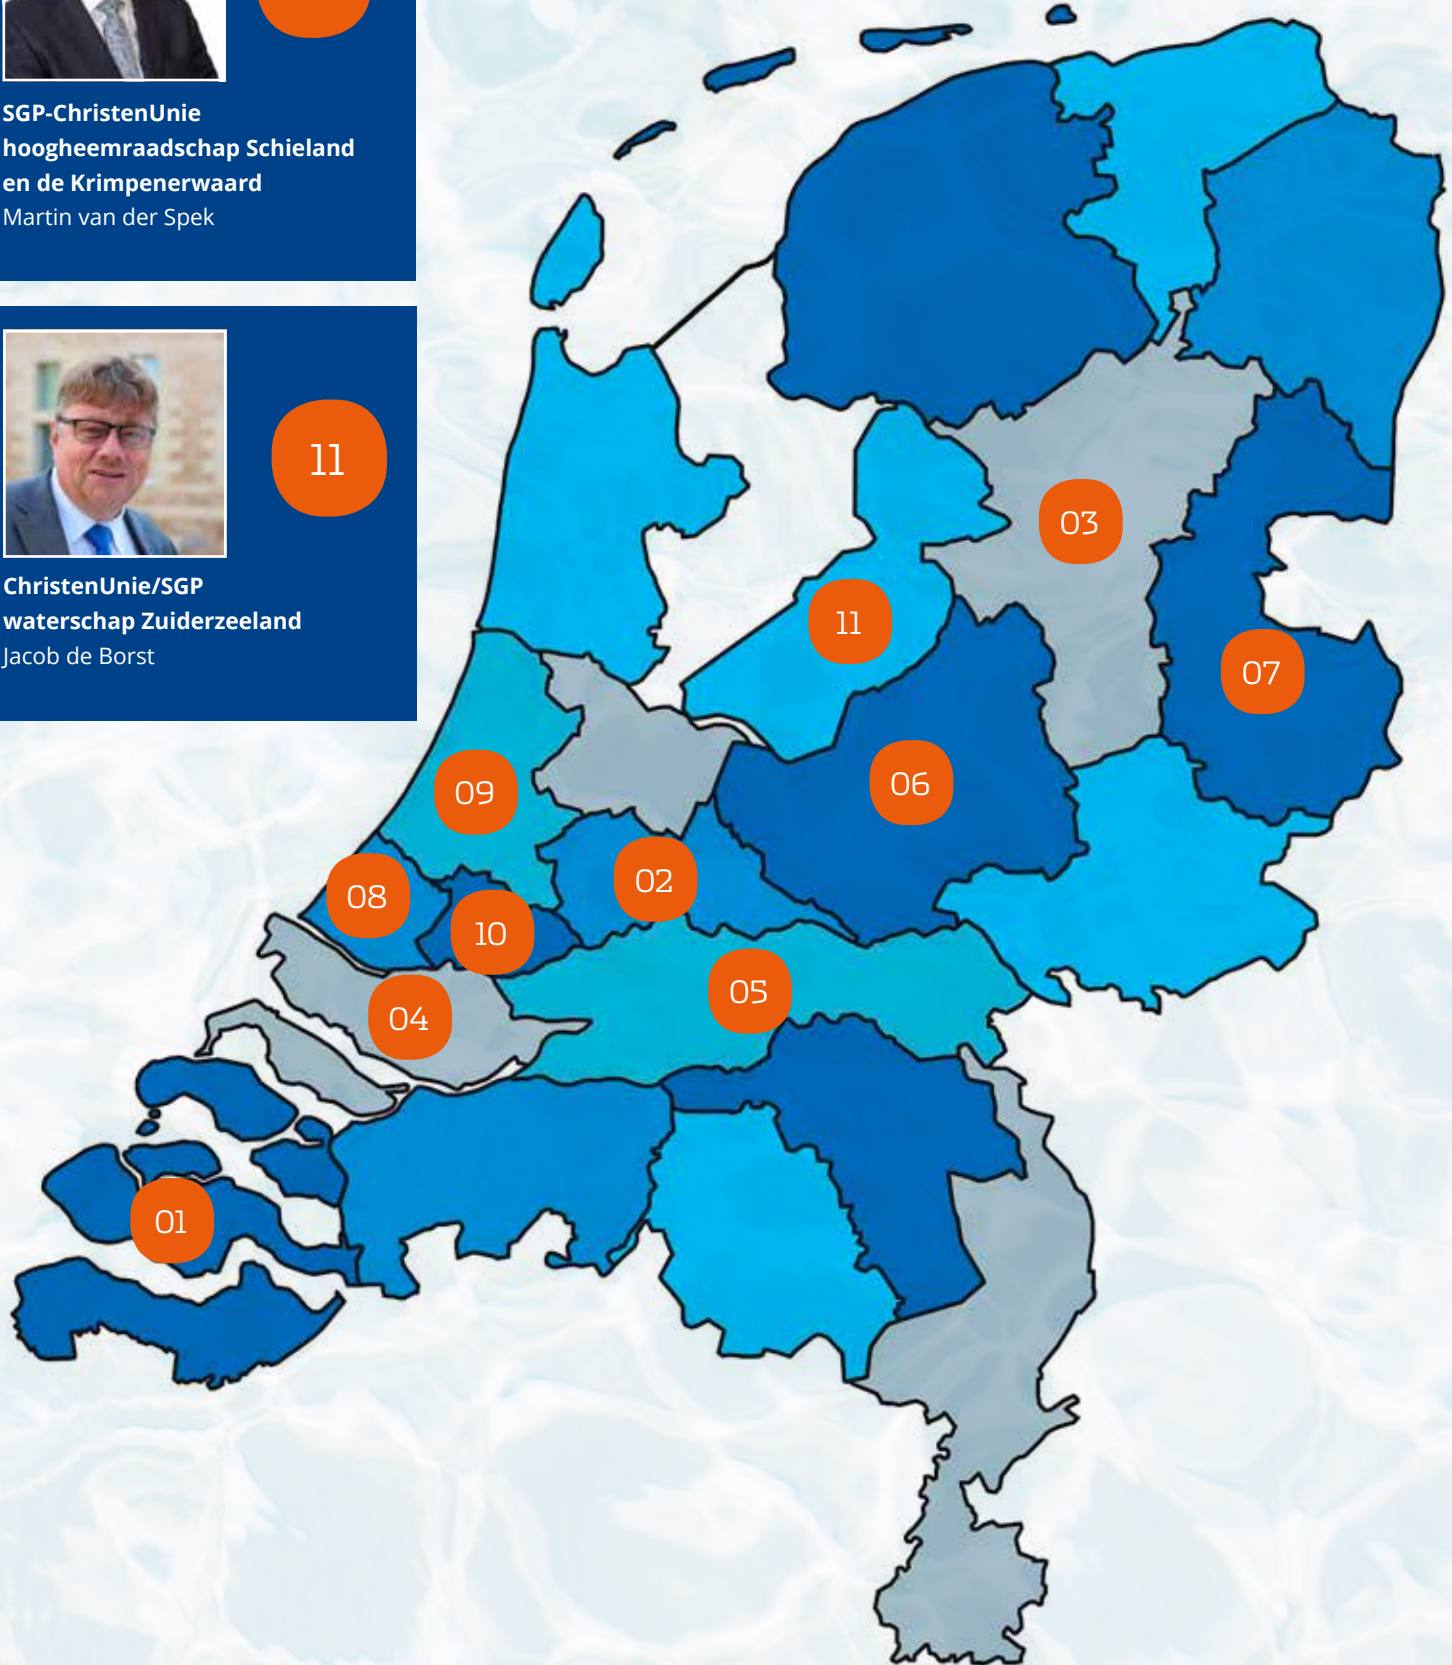 SGP-ChristenUnie
hoogheemraadschap Schieland
en de Krimpenerwaard
Martin van der Spek
11
ChristenUnie/SGP
waterschap Zuiderzeeland
Jacob de Borst
03
11
07
09
06
08
02
10
05
04
01